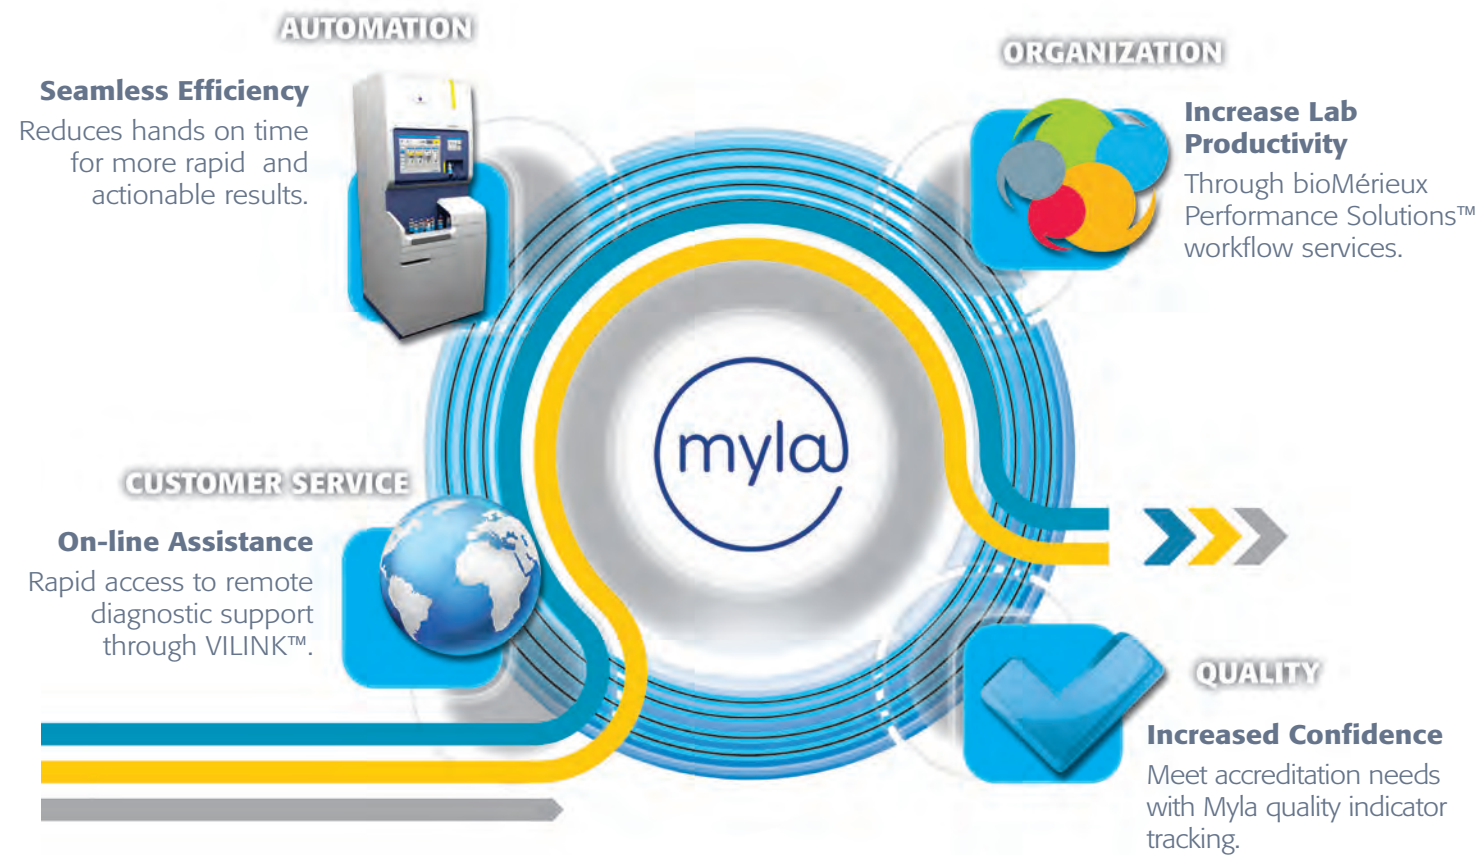 AUTOMATION
Seamless Efficiency
Reduces hands on time
for more rapid and
actionable results.
ORGANIZATION
Increase Lab
Productivity
Through bioMérieux
Performance Solutions™
workflow services.
myla
CUSTOMER SERVICE
On-line Assistance
Rapid access to remote
diagnostic support
through VILINK™.
QUALITY
Increased Confidence
Meet accreditation needs
with Myla quality indicator
tracking.